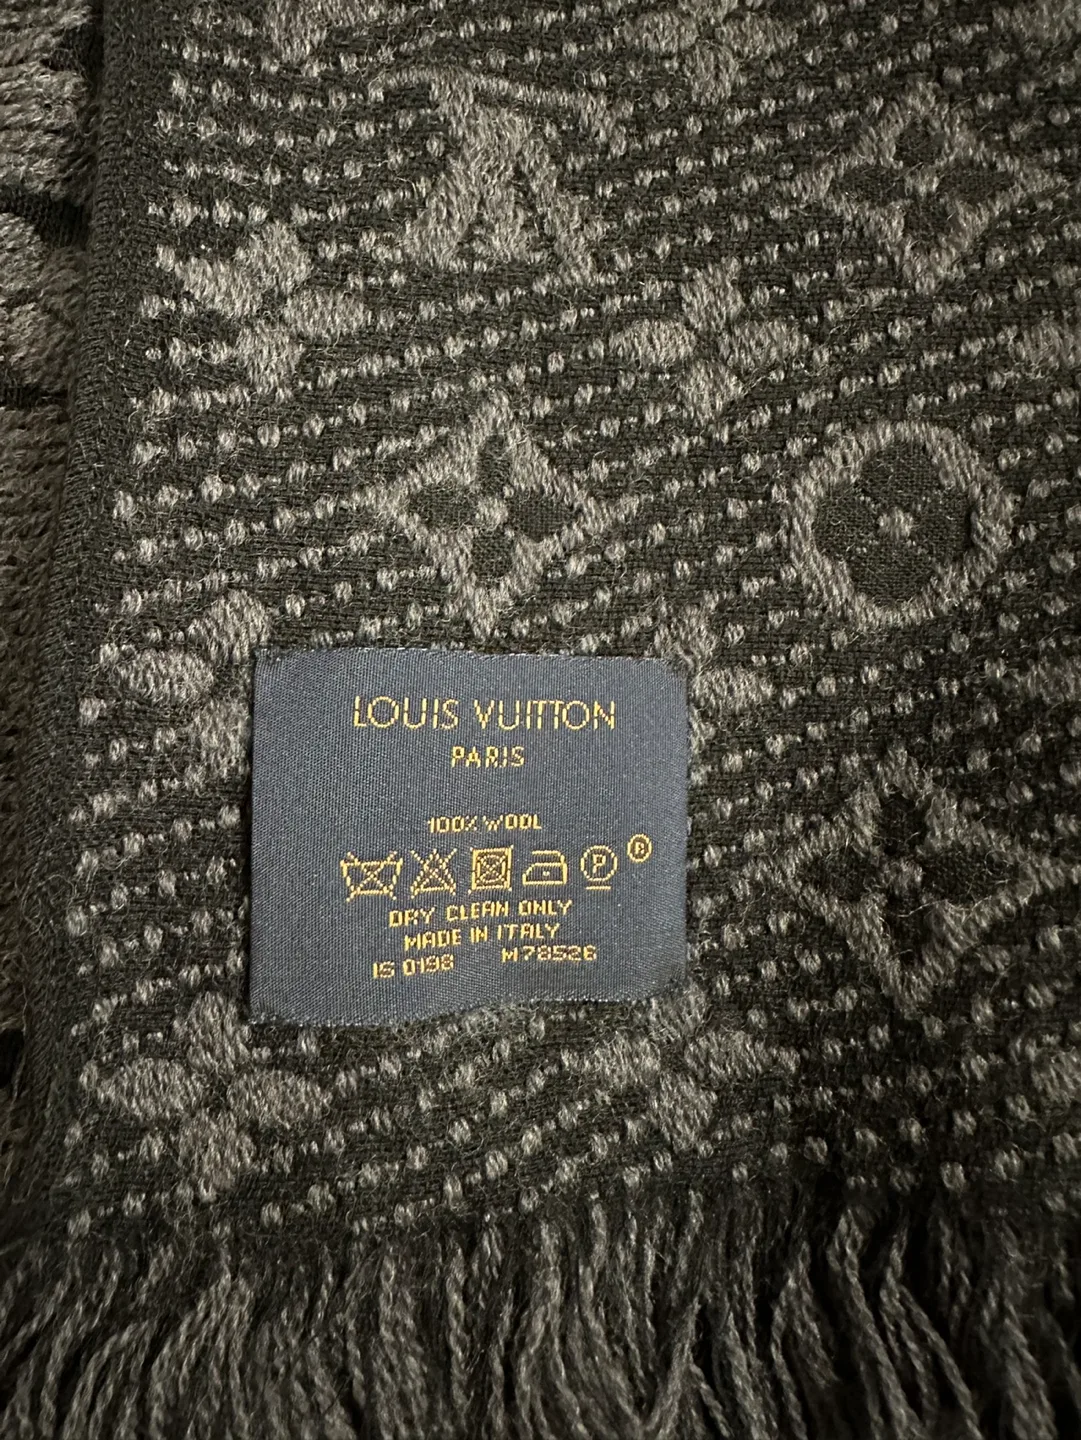 LOUIS VUITTON
PARIS
100% WOOL
P ®
DRY CLEAN ONLY
MADE IN ITALY
IS 0198 M78526